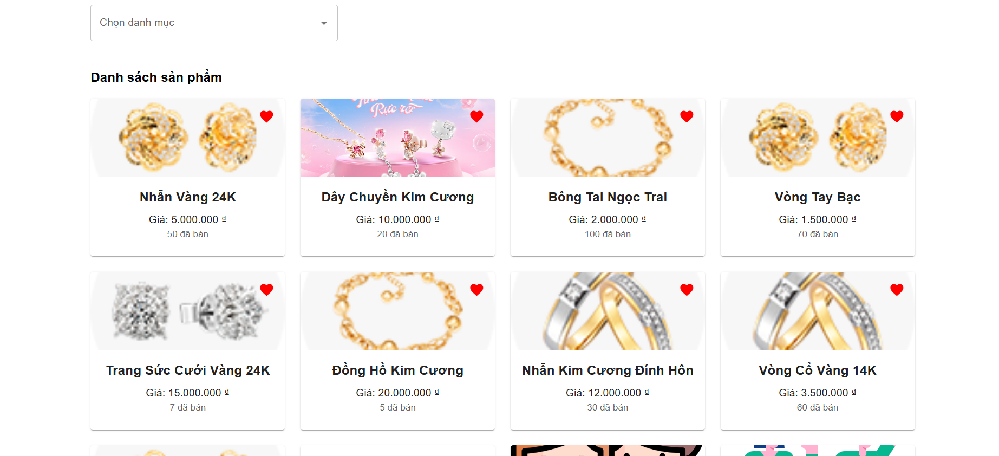 Chọn danh mục
Danh sách sản phẩm
Rực rỡ
Nhẫn Vàng 24K
Giá: 5.000.000 ₫
50 đã bán
Dây Chuyền Kim Cương
Giá: 10.000.000 ₫
20 đã bán
Bông Tai Ngọc Trai
Giá: 2.000.000 ₫
100 đã bán
Vòng Tay Bạc
Giá: 1.500.000 ₫
70 đã bán
Trang Sức Cưới Vàng 24K
Giá: 15.000.000 ₫
7 đã bán
Đồng Hồ Kim Cương
Giá: 20.000.000 ₫
5 đã bán
Nhẫn Kim Cương Đính Hôn
Giá: 12.000.000 ₫
30 đã bán
Vòng Cổ Vàng 14K
Giá: 3.500.000 ₫
60 đã bán